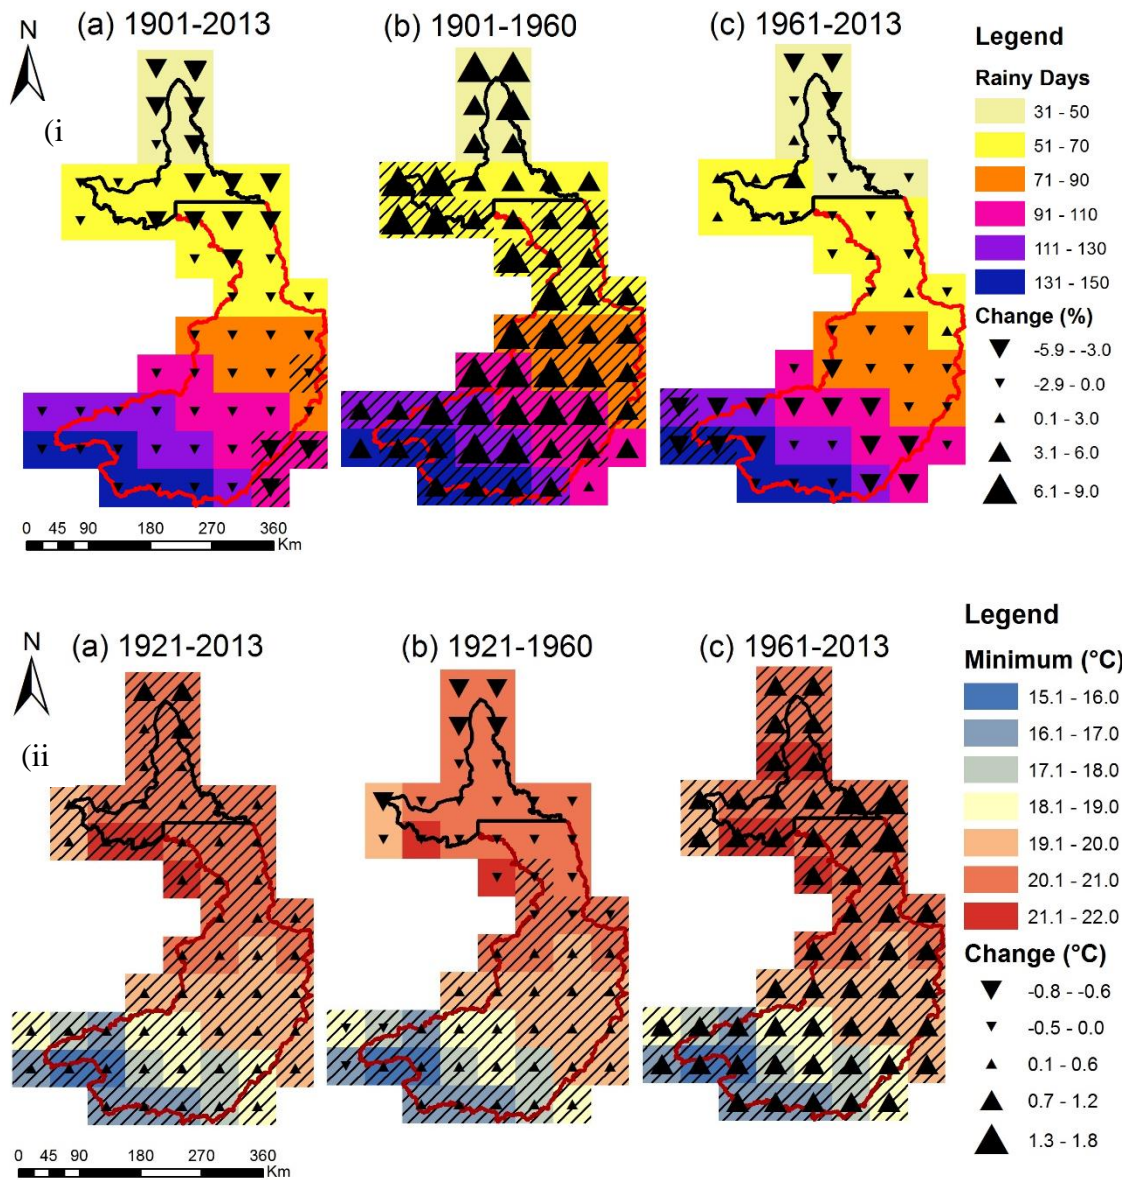 (a) 1901-2013
(b) 1901-1960
(c) 1961-2013
N
(i
Legend
Rainy Days
31 - 50
51 - 70
71 - 90
91 - 110
111 - 130
131 - 150
Change (%)
-5.9 - -3.0
-2.9 - 0.0
0.1 - 3.0
3.1 - 6.0
6.1 - 9.0
0 45 90 180 270 360
Km
(a) 1921-2013
(b) 1921-1960
(c) 1961-2013
N
(ii
Legend
Minimum (°C)
15.1 - 16.0
16.1 - 17.0
17.1 - 18.0
18.1 - 19.0
19.1 - 20.0
20.1 - 21.0
21.1 - 22.0
Change (°C)
-0.8 - -0.6
-0.5 - 0.0
0.1 - 0.6
0.7 - 1.2
1.3 - 1.8
0 45 90 180 270 360
Km